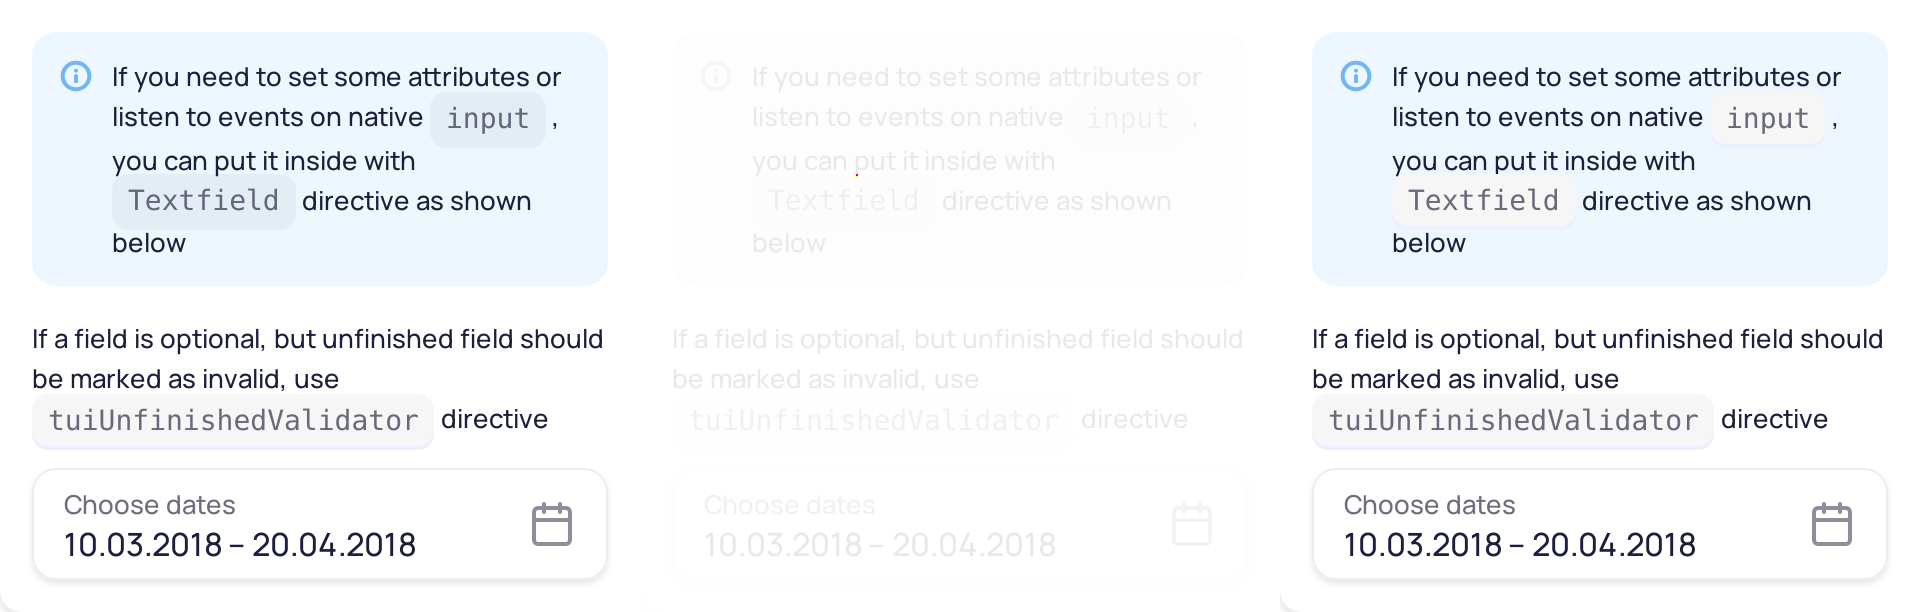 If you need to set some attributes or
listen to events on native input ,
you can put it inside with
Textfield directive as shown
below
If a field is optional, but unfinished field should
be marked as invalid, use
tuiUnfinishedValidator directive
Choose dates
10.03.2018 – 20.04.2018
If you need to set some attributes or
listen to events on native input ,
you can put it inside with
Textfield directive as shown
below
If a field is optional, but unfinished field should
be marked as invalid, use
tuiUnfinishedValidator directive
Choose dates
10.03.2018 – 20.04.2018
If you need to set some attributes or
listen to events on native input ,
you can put it inside with
Textfield directive as shown
below
If a field is optional, but unfinished field should
be marked as invalid, use
tuiUnfinishedValidator directive
Choose dates
10.03.2018 – 20.04.2018